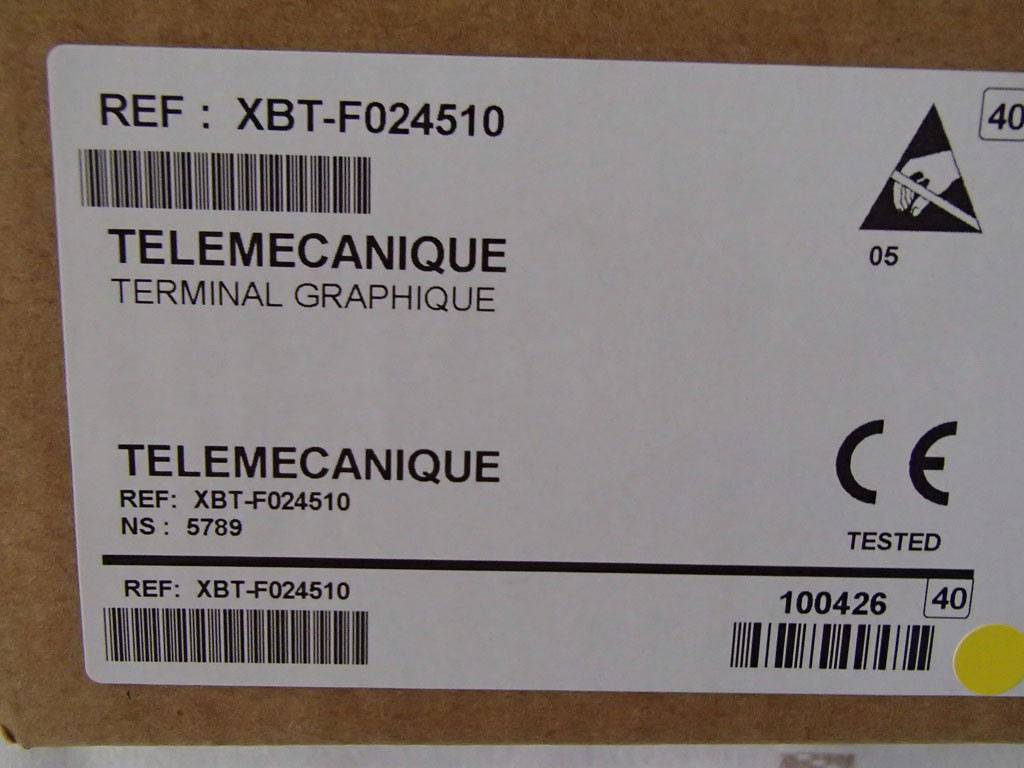 REF : XBT-F024510
40
TELEMECANIQUE
TERMINAL GRAPHIQUE
05
TELEMECANIQUE
REF: XBT-F024510
NS : 5789
CE
TESTED
REF: XBT-F024510
100426
40